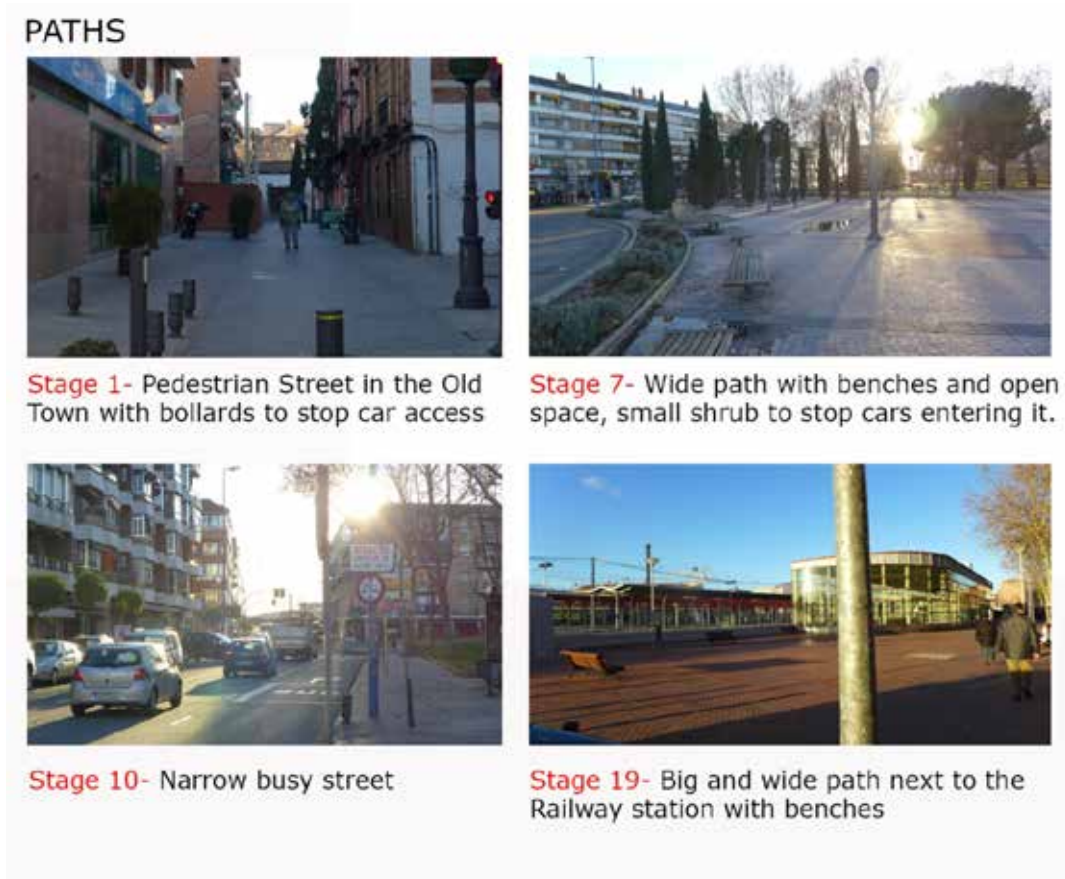 PATHS
Stage 1- Pedestrian Street in the Old
Town with bollards to stop car access
Stage 7- Wide path with benches and open
space, small shrub to stop cars entering it.
Stage 10- Narrow busy street
Stage 19- Big and wide path next to the
Railway station with benches